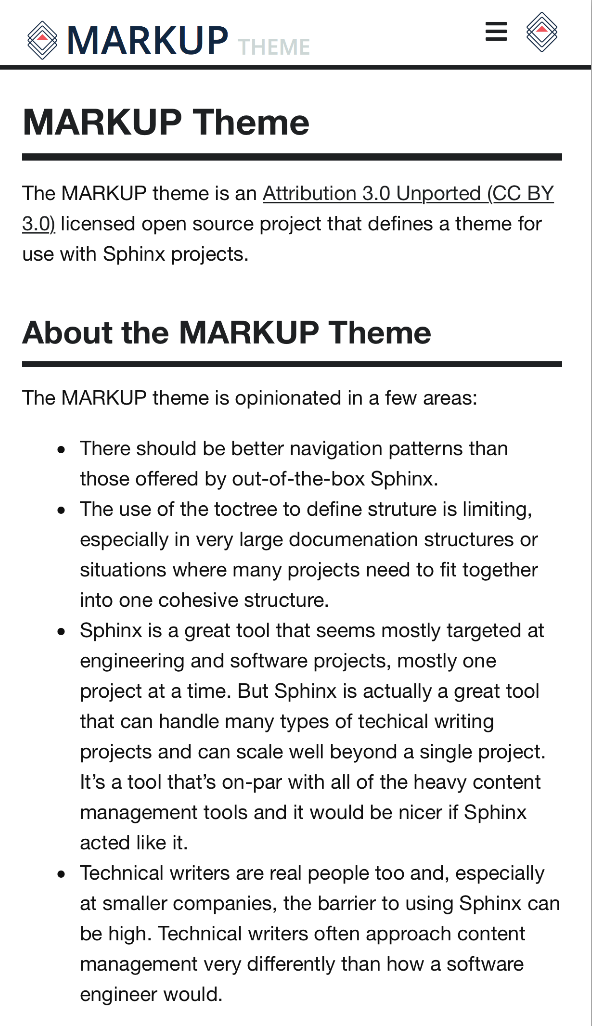 MARKUP THEME
MARKUP Theme
The MARKUP theme is an Attribution 3.0 Unported (CC BY
3.0) licensed open source project that defines a theme for
use with Sphinx projects.
About the MARKUP Theme
The MARKUP theme is opinionated in a few areas:
• There should be better navigation patterns than
those offered by out-of-the-box Sphinx.
• The use of the toctree to define struture is limiting,
especially in very large documenation structures or
situations where many projects need to fit together
into one cohesive structure.
• Sphinx is a great tool that seems mostly targeted at
engineering and software projects, mostly one
project at a time. But Sphinx is actually a great tool
that can handle many types of techical writing
projects and can scale well beyond a single project.
It’s a tool that’s on-par with all of the heavy content
management tools and it would be nicer if Sphinx
acted like it.
• Technical writers are real people too and, especially
at smaller companies, the barrier to using Sphinx can
be high. Technical writers often approach content
management very differently than how a software
engineer would.